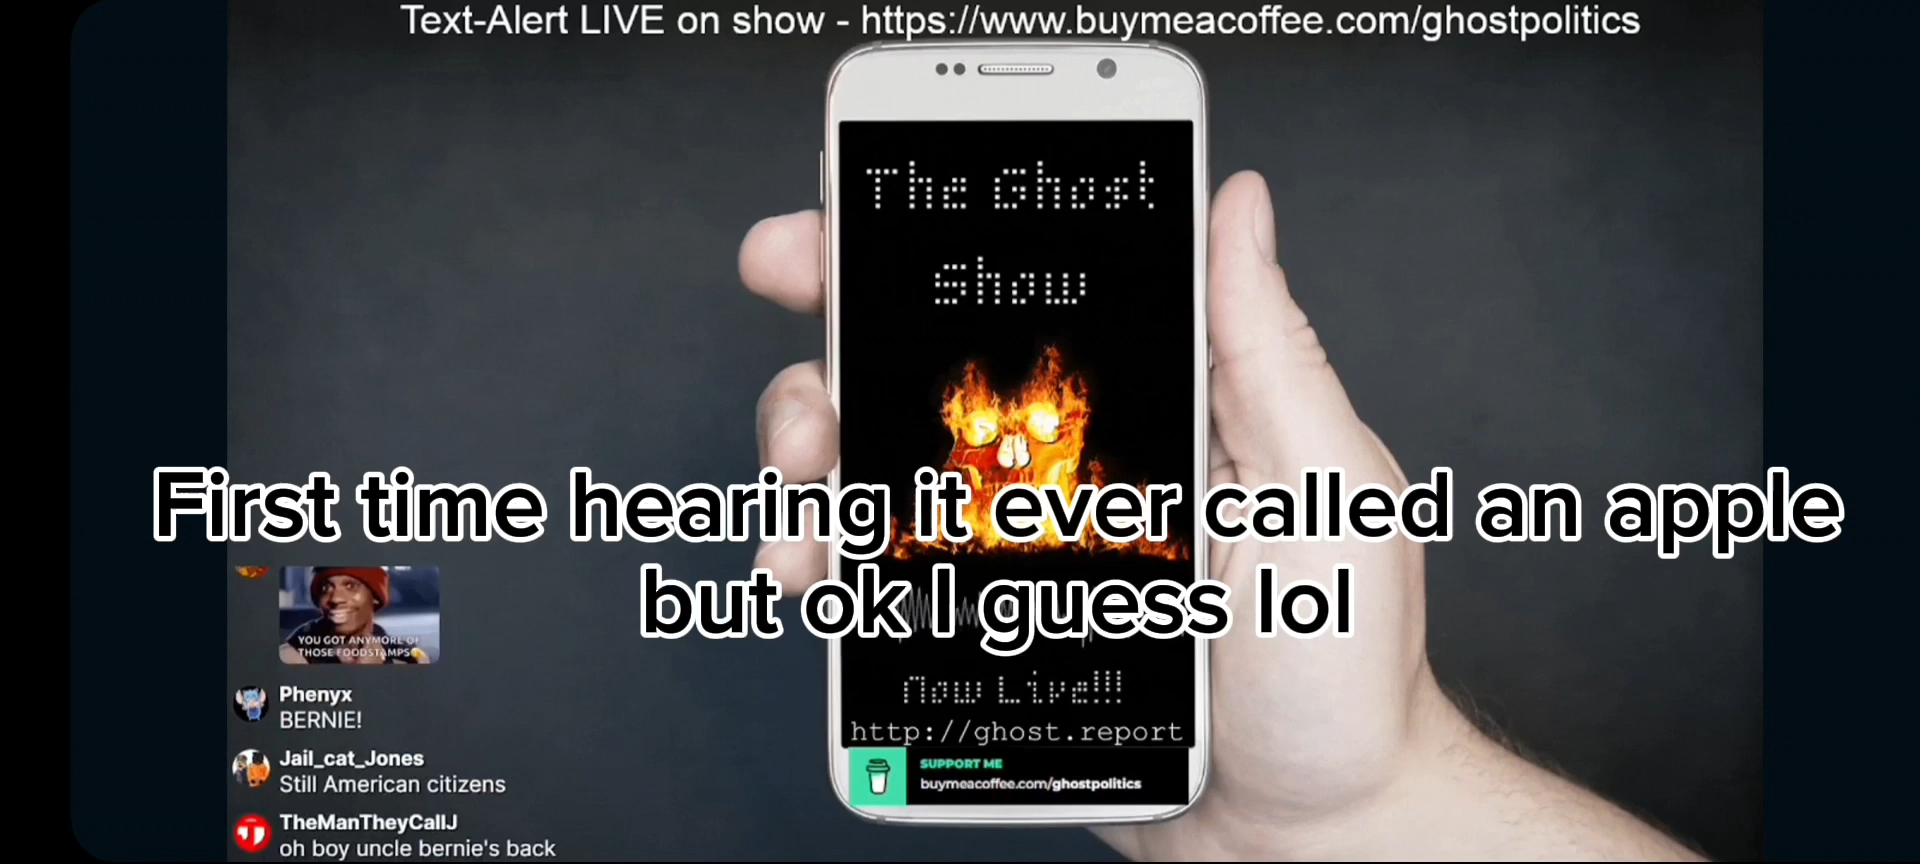 Text-Alert LIVE on show - https://www.buymeacoffee.com/ghostpolitics
The Ghost
Show
First time hearing it ever called an apple
but ok I guess lol
YOU GOT ANYMORE OF
THOSE FOODSTAMPS
Now Live!!!
http://ghost.report
SUPPORT ME
buymeacoffee.com/ghostpolitics
Phenyx
BERNIE!
Jail_cat_Jones
Still American citizens
TheManTheyCallJ
oh boy uncle bernie's back